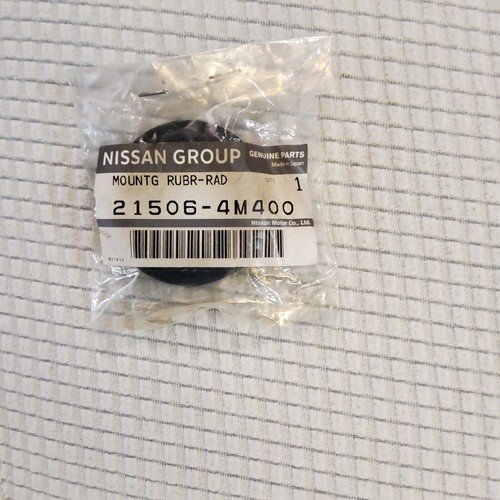 NISSAN GROUP GENUINE PARTS
Made in Japan
MOUNTG RUBR-RAD 1
21506-4M400
Nissan Motor Co., Ltd.